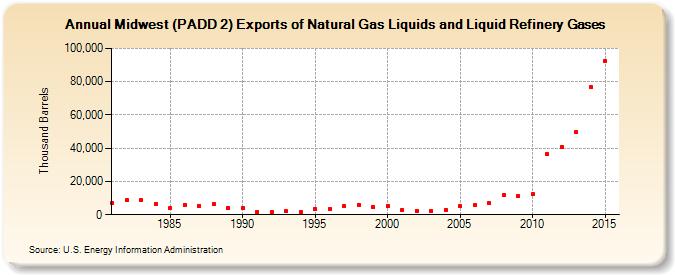 Annual Midwest (PADD 2) Exports of Natural Gas Liquids and Liquid Refinery Gases
Thousand Barrels
100,000
80,000
60,000
40,000
20,000
0
1985 1990 1995 2000 2005 2010 2015
Source: U.S. Energy Information Administration